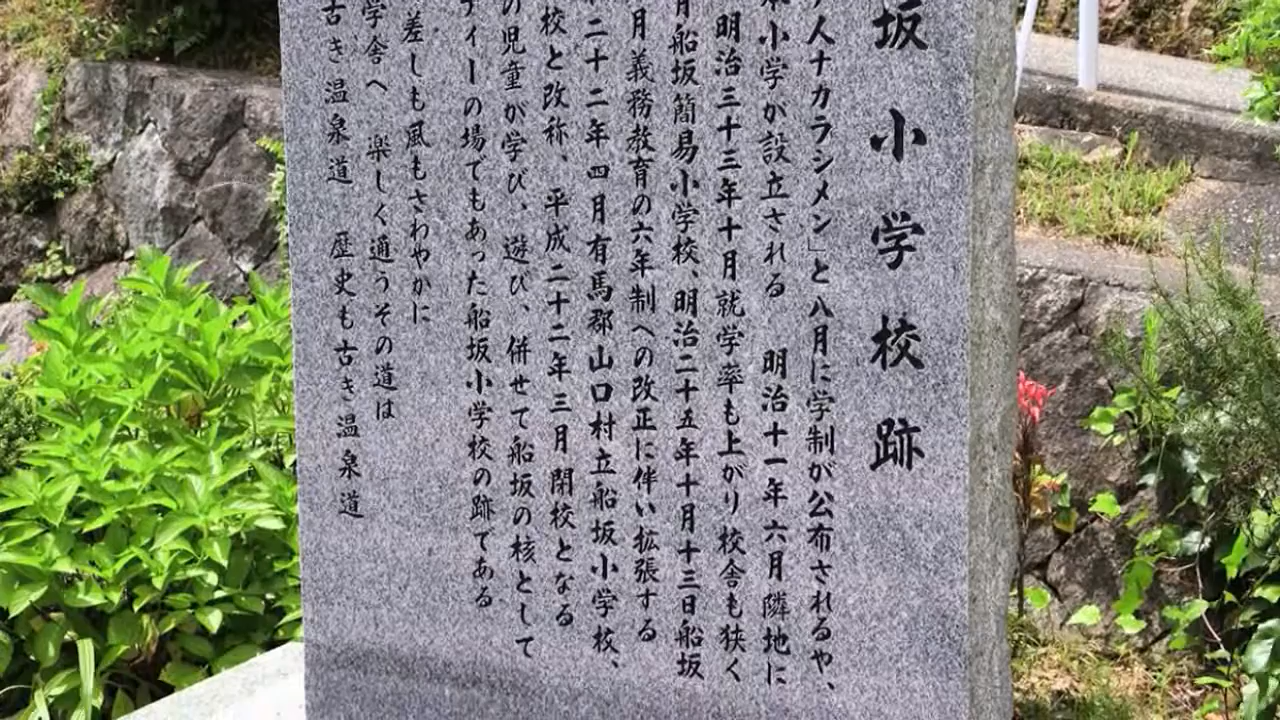 坂小学校跡
人ナカラシメン」と八月に学制が公布されるや、
小学が設立される 明治十一年六月隣地に
明治三十三年十月就学率も上がり校舎も狭く
月船坂簡易小学校、明治二十五年十月十三日船坂
月義務教育の六年制への改正に伴い拡張する
二十二年四月有馬郡山口村立船坂小学校、
校と改称、平成二十二年三月閉校となる
の児童が学び、遊び、併せて船坂の核として
ティーの場でもあった船坂小学校の跡である
差しも風もさわやかに
学舎へ 楽しく通うその道は
古き温泉道 歴史も古き温泉道